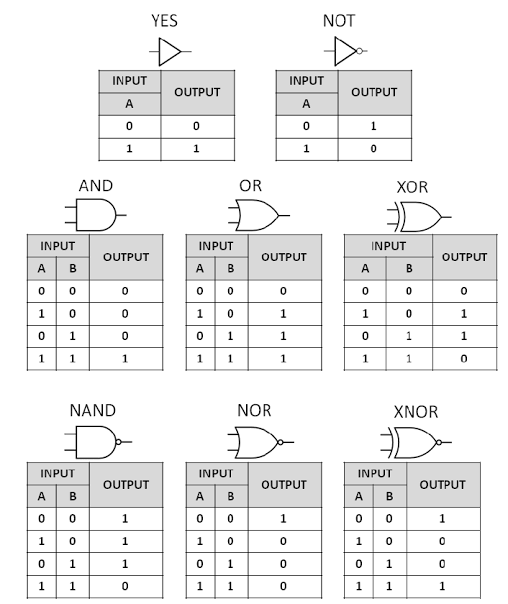 YES NOT
INPUT OUTPUT INPUT OUTPUT
A A
0 0 0 1
1 1 1 0
AND OR XOR
INPUT OUTPUT INPUT OUTPUT INPUT OUTPUT
A B A B A B
0 0 0 0 0 0 0 0 0
1 0 0 1 0 1 1 0 1
0 1 0 0 1 1 0 1 1
1 1 1 1 1 1 1 1 0
NAND NOR XNOR
INPUT OUTPUT INPUT OUTPUT INPUT OUTPUT
A B A B A B
0 0 1 0 0 1 0 0 1
1 0 1 1 0 0 1 0 0
0 1 1 0 1 0 0 1 0
1 1 0 1 1 0 1 1 1